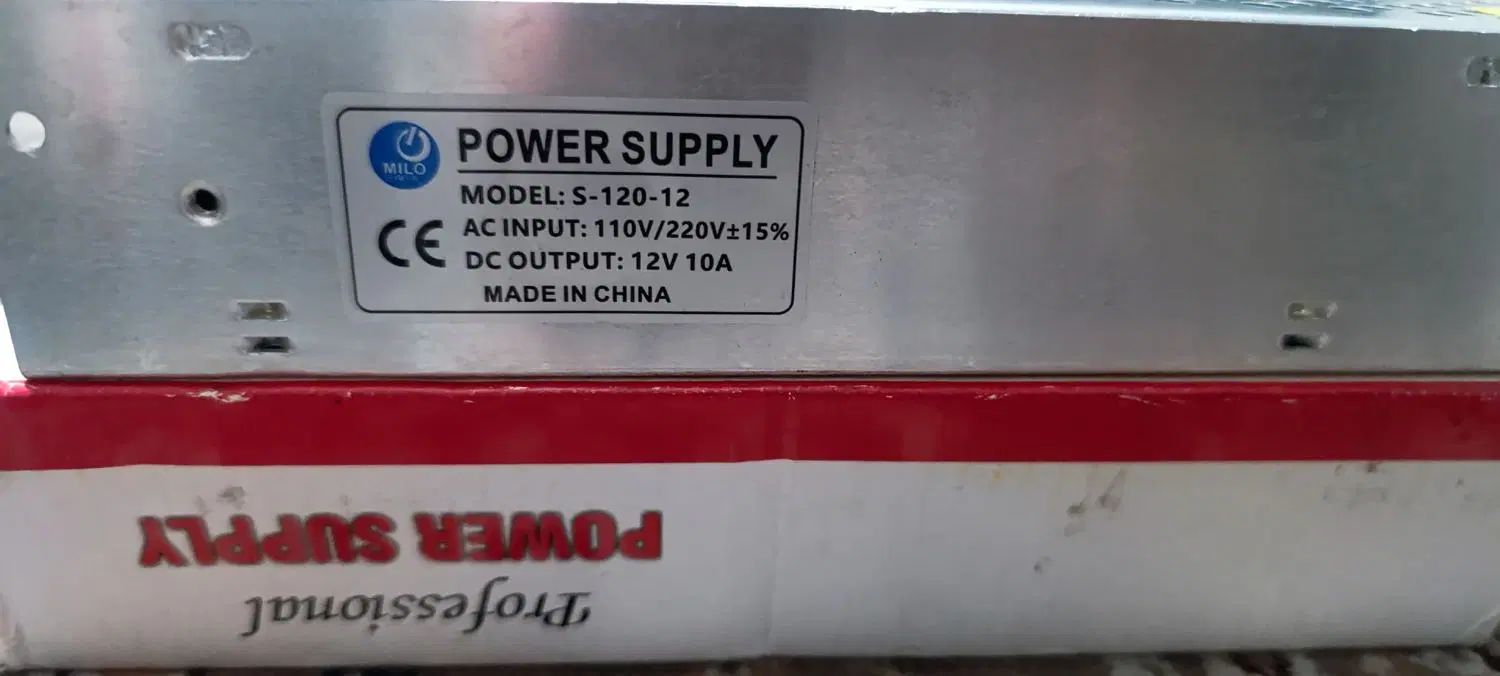 MILO
POWER SUPPLY
MODEL: S-120-12
CE
AC INPUT: 110V/220V±15%
DC OUTPUT: 12V 10A
MADE IN CHINA
Professional
POWER SUPPLY